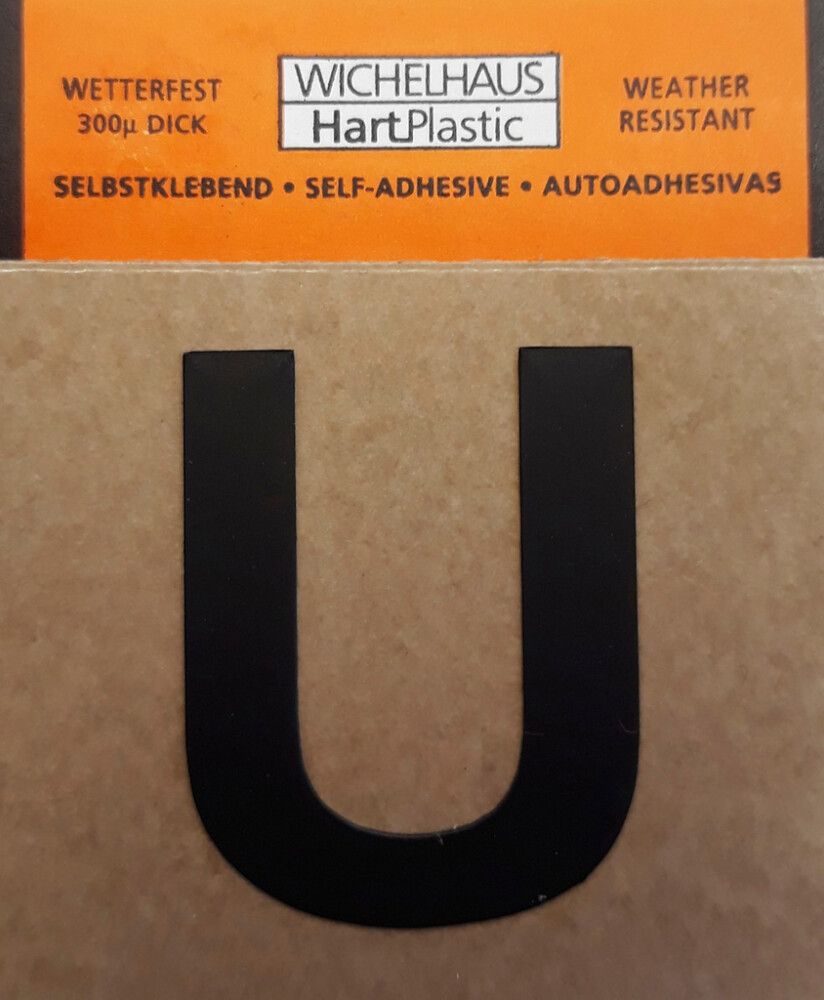 WETTERFEST
300µ DICK
WICHELHAUS
HartPlastic
WEATHER
RESISTANT
SELBSTKLEBEND • SELF-ADHESIVE • AUTOADHESIVAS
U